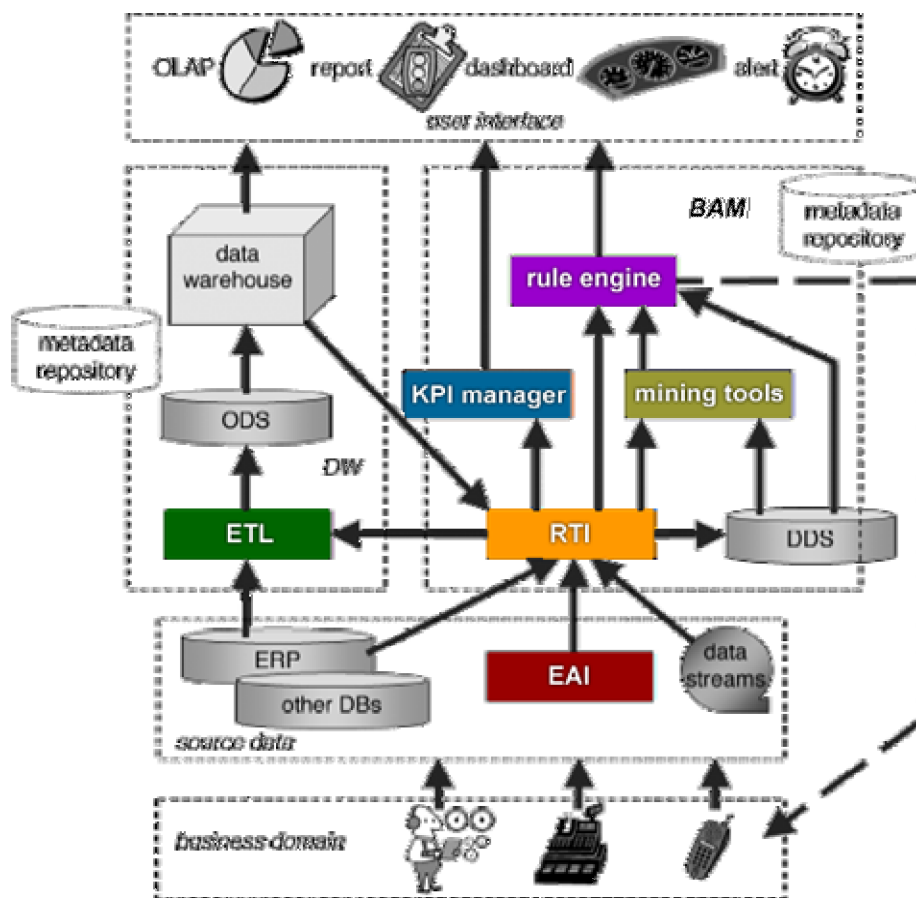 OLAP
report
dashboard
alert
user interface
BAM
metadata
repository
data
warehouse
rule engine
metadata
repository
KPI manager
mining tools
ODS
DW
ETL
RTI
DDS
ERP
EAI
data
streams
other DBs
source data
business domain